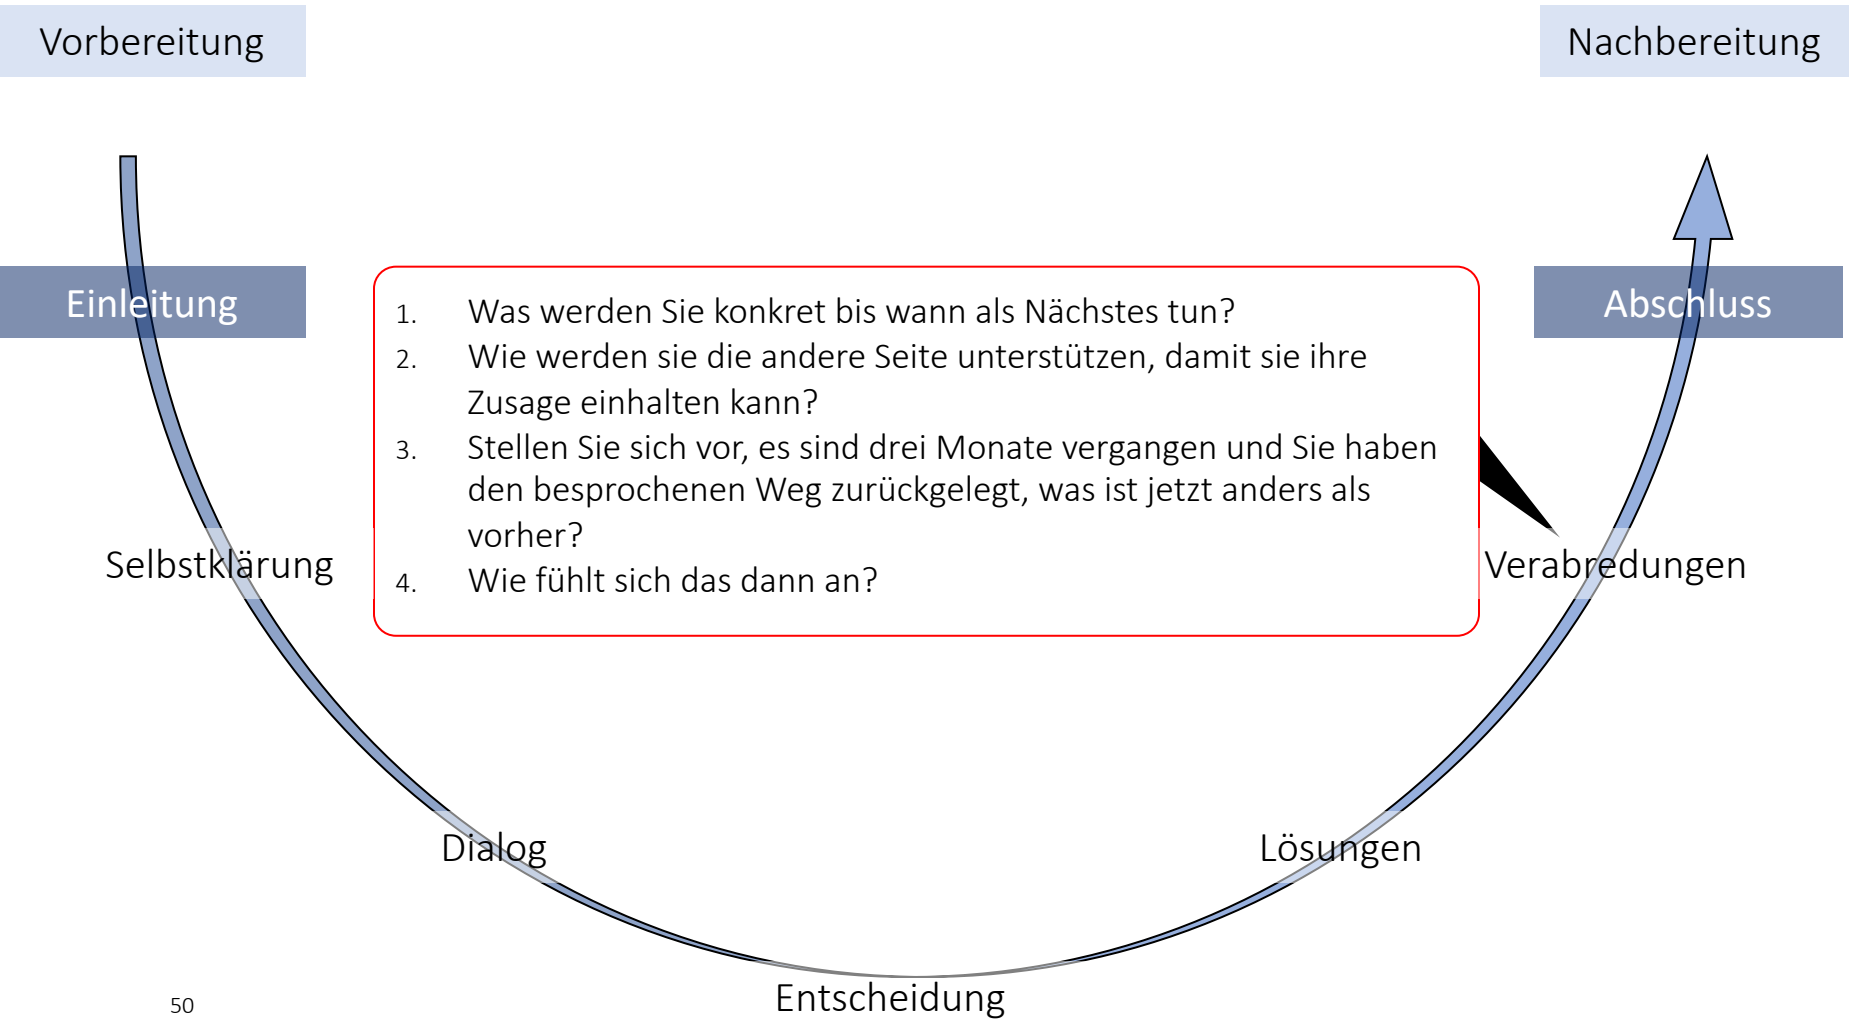 Vorbereitung
Nachbereitung
Einleitung
Abschluss
1. Was werden Sie konkret bis wann als Nächstes tun?
2. Wie werden sie die andere Seite unterstützen, damit sie ihre
Zusage einhalten kann?
3. Stellen Sie sich vor, es sind drei Monate vergangen und Sie haben
den besprochenen Weg zurückgelegt, was ist jetzt anders als
vorher?
4. Wie fühlt sich das dann an?
Selbstklärung
Verabredungen
Dialog
Lösungen
Entscheidung
50